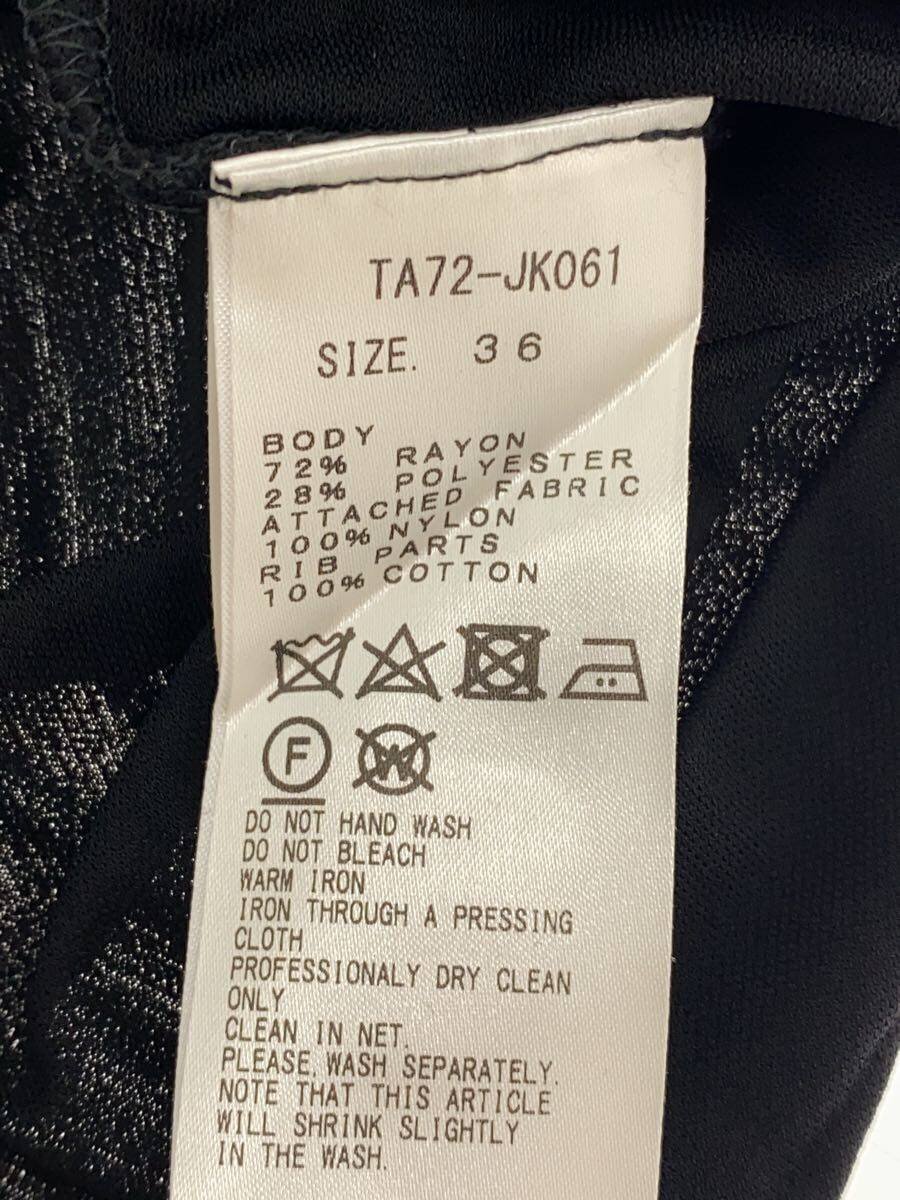 TA72-JK061
SIZE. 36
BODY
72% RAYON
28% POLYESTER
ATTACHED FABRIC
100% NYLON
RIB PARTS
100% COTTON
F W
DO NOT HAND WASH
DO NOT BLEACH
WARM IRON
IRON THROUGH A PRESSING
CLOTH
PROFESSIONALY DRY CLEAN
ONLY
CLEAN IN NET.
PLEASE.WASH SEPARATELY.
NOTE THAT THIS ARTICLE
WILL SHRINK SLIGHTLY
IN THE WASH.